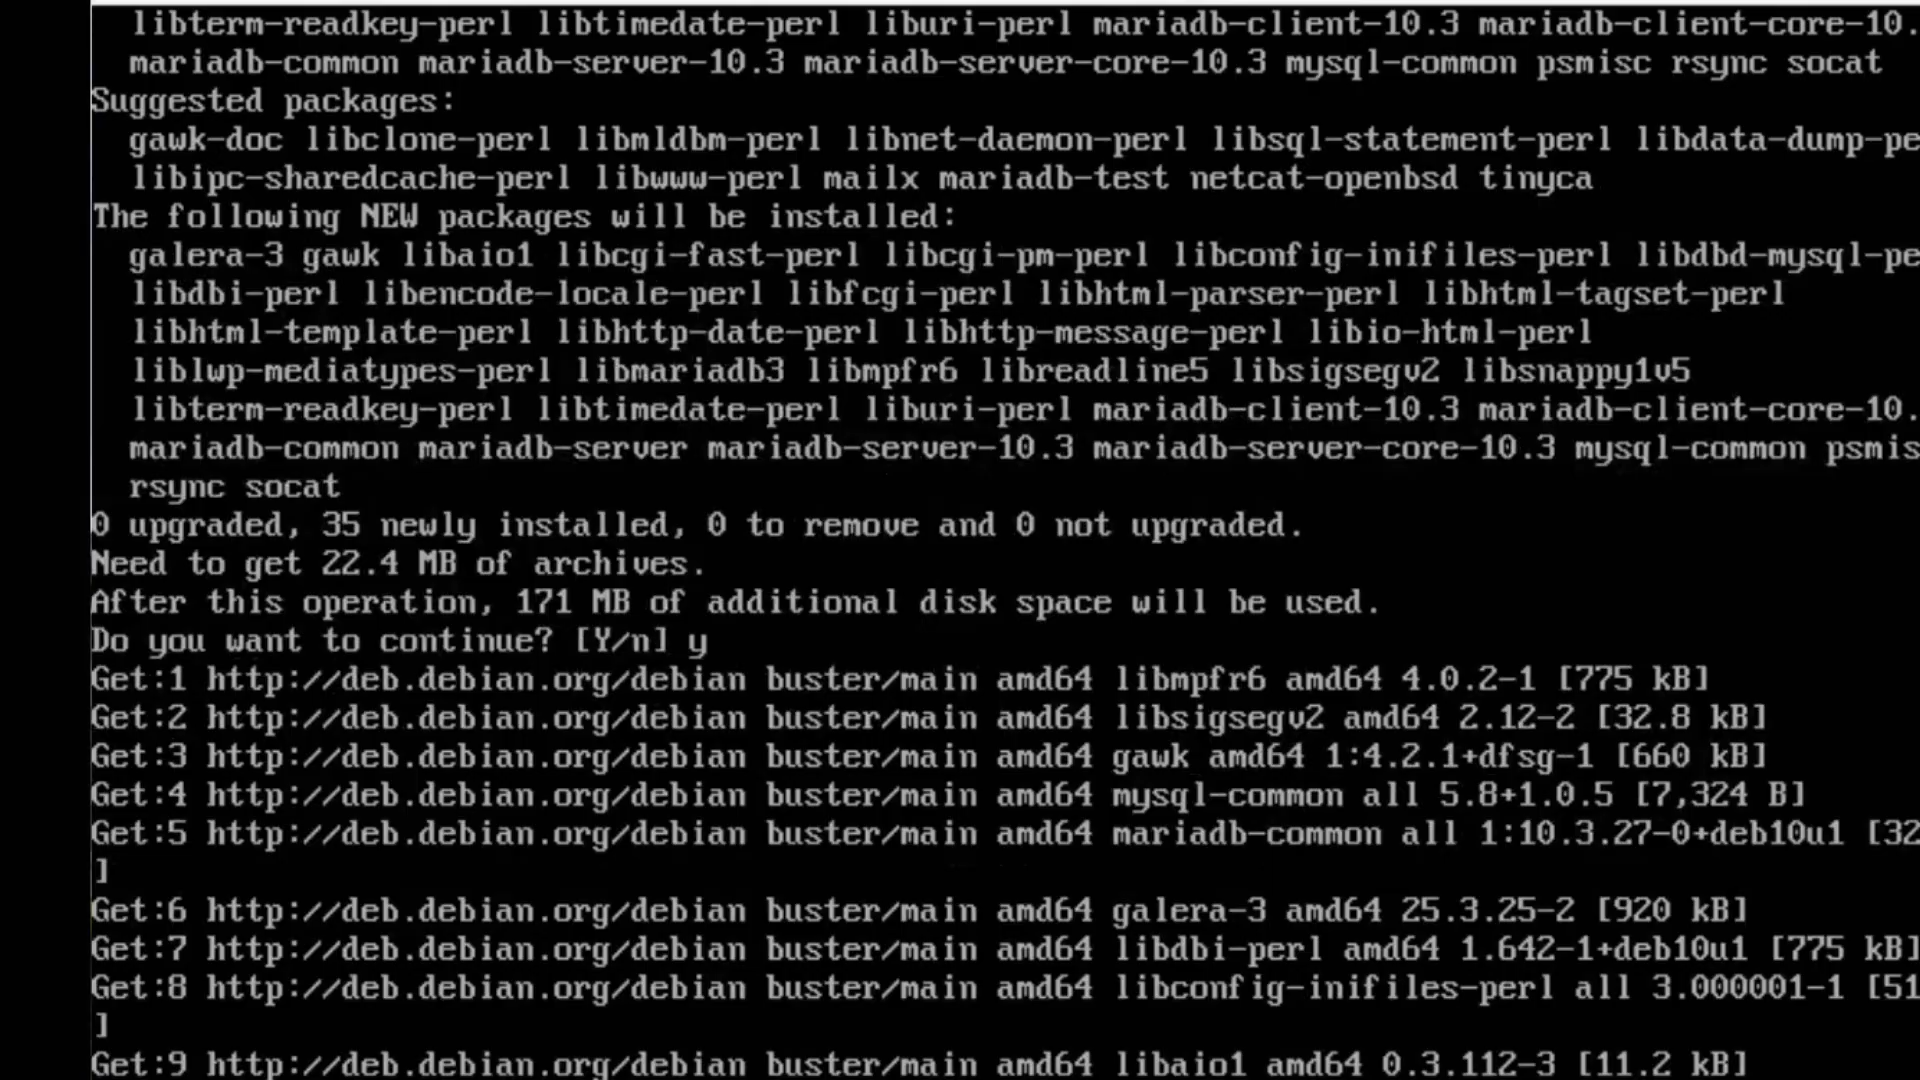 libterm-readkey-perl libtimedate-perl liburi-perl mariadb-client-10.3 mariadb-client-core-10.
mariadb-common mariadb-server-10.3 mariadb-server-core-10.3 mysql-common psmisc rsync socat
Suggested packages:
gawk-doc libclone-perl libmldbm-perl libnet-daemon-perl libsql-statement-perl libdata-dump-pe
libipc-sharedcache-perl libwww-perl mailx mariadb-test netcat-openbsd tinyca
The following NEW packages will be installed:
galera-3 gawk libaio1 libcgi-fast-perl libcgi-pm-perl libconfig-inifiles-perl libdbd-mysql-pe
libdbi-perl libencode-locale-perl libfcgi-perl libhtml-parser-perl libhtml-tagset-perl
libhtml-template-perl libhttp-date-perl libhttp-message-perl libio-html-perl
liblwp-mediatypes-perl libmariadb3 libmpfr6 libreadline5 libsigsegv2 libsnappy1v5
libterm-readkey-perl libtimedate-perl liburi-perl mariadb-client-10.3 mariadb-client-core-10.
mariadb-common mariadb-server mariadb-server-10.3 mariadb-server-core-10.3 mysql-common psmis
rsync socat
0 upgraded, 35 newly installed, 0 to remove and 0 not upgraded.
Need to get 22.4 MB of archives.
After this operation, 171 MB of additional disk space will be used.
Do you want to continue? [Y/n] y
Get:1 http://deb.debian.org/debian buster/main amd64 libmpfr6 amd64 4.0.2-1 [775 kB]
Get:2 http://deb.debian.org/debian buster/main amd64 libsigsegv2 amd64 2.12-2 [32.8 kB]
Get:3 http://deb.debian.org/debian buster/main amd64 gawk amd64 1:4.2.1+dfsg-1 [660 kB]
Get:4 http://deb.debian.org/debian buster/main amd64 mysql-common all 5.8+1.0.5 [7,324 B]
Get:5 http://deb.debian.org/debian buster/main amd64 mariadb-common all 1:10.3.27-0+deb10u1 [32
]
Get:6 http://deb.debian.org/debian buster/main amd64 galera-3 amd64 25.3.25-2 [920 kB]
Get:7 http://deb.debian.org/debian buster/main amd64 libdbi-perl amd64 1.642-1+deb10u1 [775 kB]
Get:8 http://deb.debian.org/debian buster/main amd64 libconfig-inifiles-perl all 3.000001-1 [51
]
Get:9 http://deb.debian.org/debian buster/main amd64 libaio1 amd64 0.3.112-3 [11.2 kB]